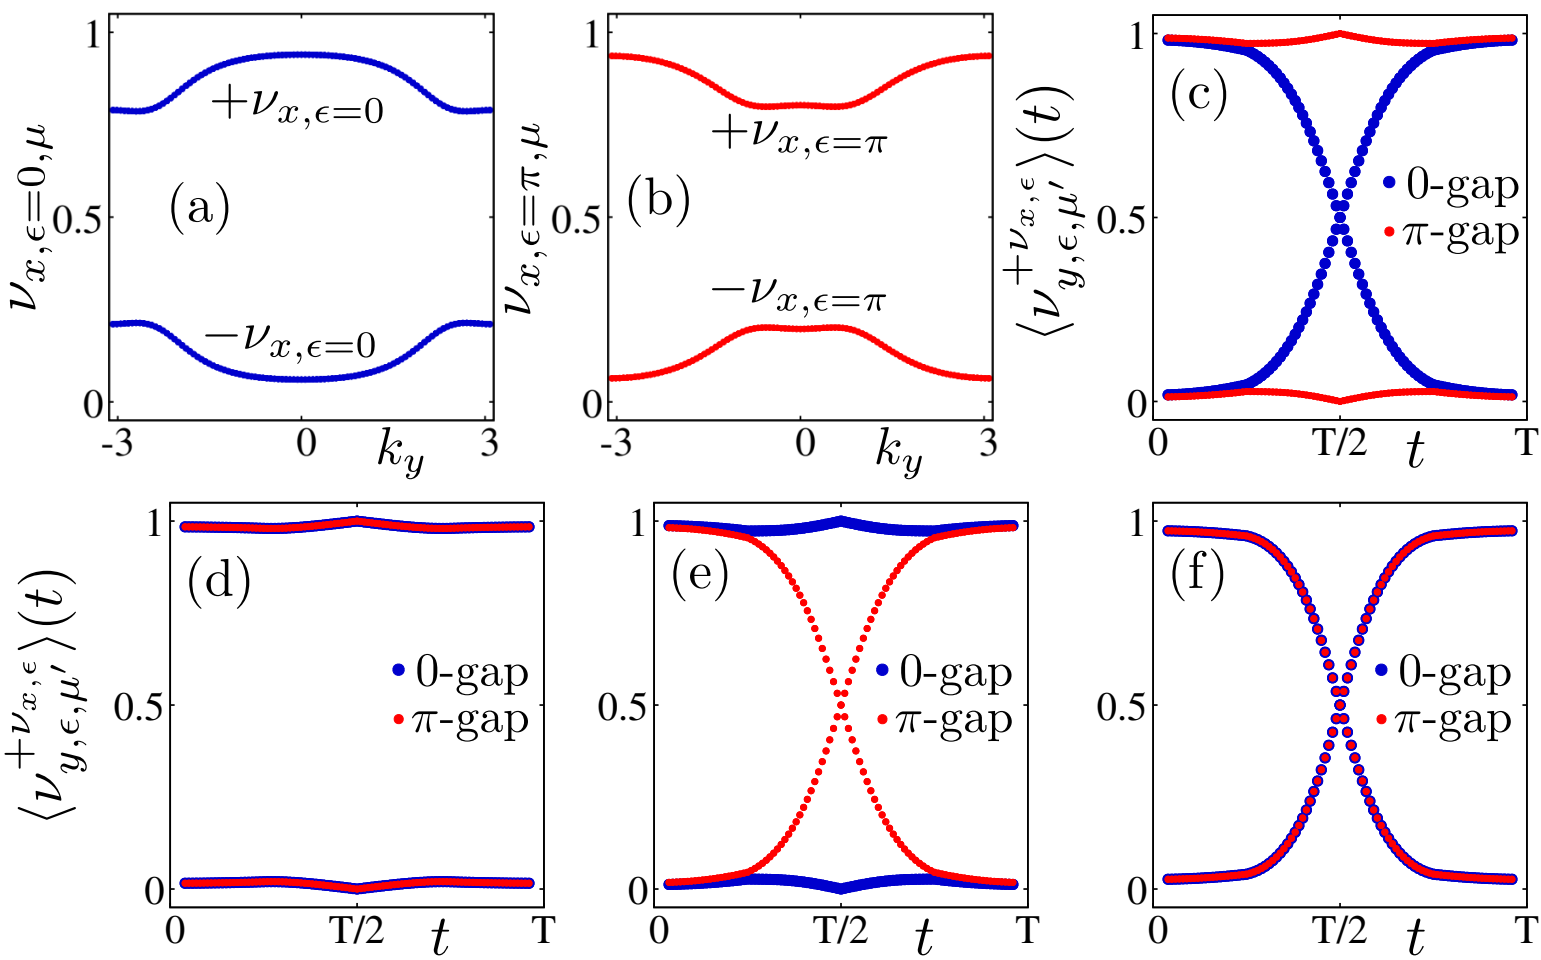 ν_{x,ϵ=0,μ}
1
0.5
0
-3
0
3
k_y
+ν_{x,ϵ=0}
(a)
−ν_{x,ϵ=0}
ν_{x,ϵ=π,μ}
1
0.5
0
-3
0
3
k_y
+ν_{x,ϵ=π}
(b)
−ν_{x,ϵ=π}
⟨ν_{y,ϵ,μ′}^{+ν_{x,ϵ}}⟩(t)
1
0.5
0
0
T/2
t
T
(c)
0-gap
π-gap
⟨ν_{y,ϵ,μ′}^{+ν_{x,ϵ}}⟩(t)
1
0.5
0
0
T/2
t
T
(d)
0-gap
π-gap
1
0.5
0
0
T/2
t
T
(e)
0-gap
π-gap
1
0.5
0
0
T/2
t
T
(f)
0-gap
π-gap